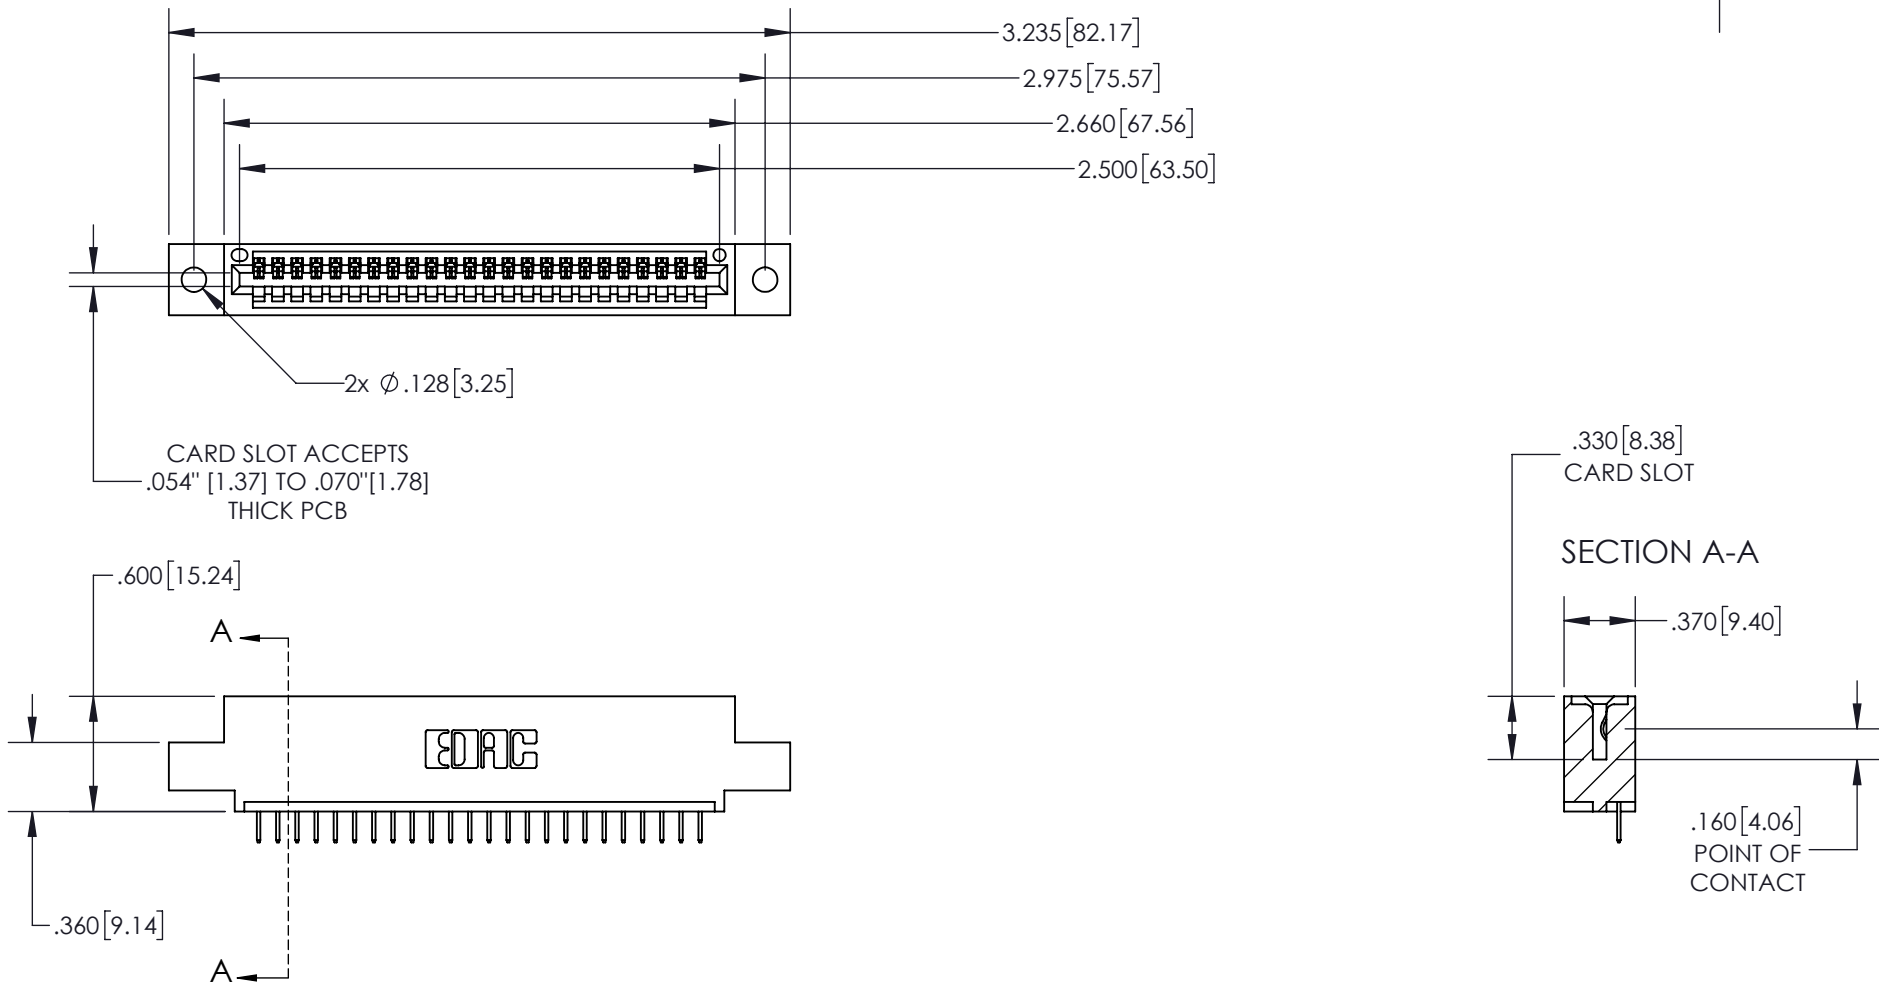 3.235[82.17]
2.975[75.57]
2.660[67.56]
2.500[63.50]
2x Ø.128[3.25]
CARD SLOT ACCEPTS
.054" [1.37] TO .070"[1.78]
THICK PCB
.330[8.38]
CARD SLOT
SECTION A-A
.600[15.24]
A
.370[9.40]
EDAC
.160[4.06]
POINT OF
CONTACT
.360[9.14]
A